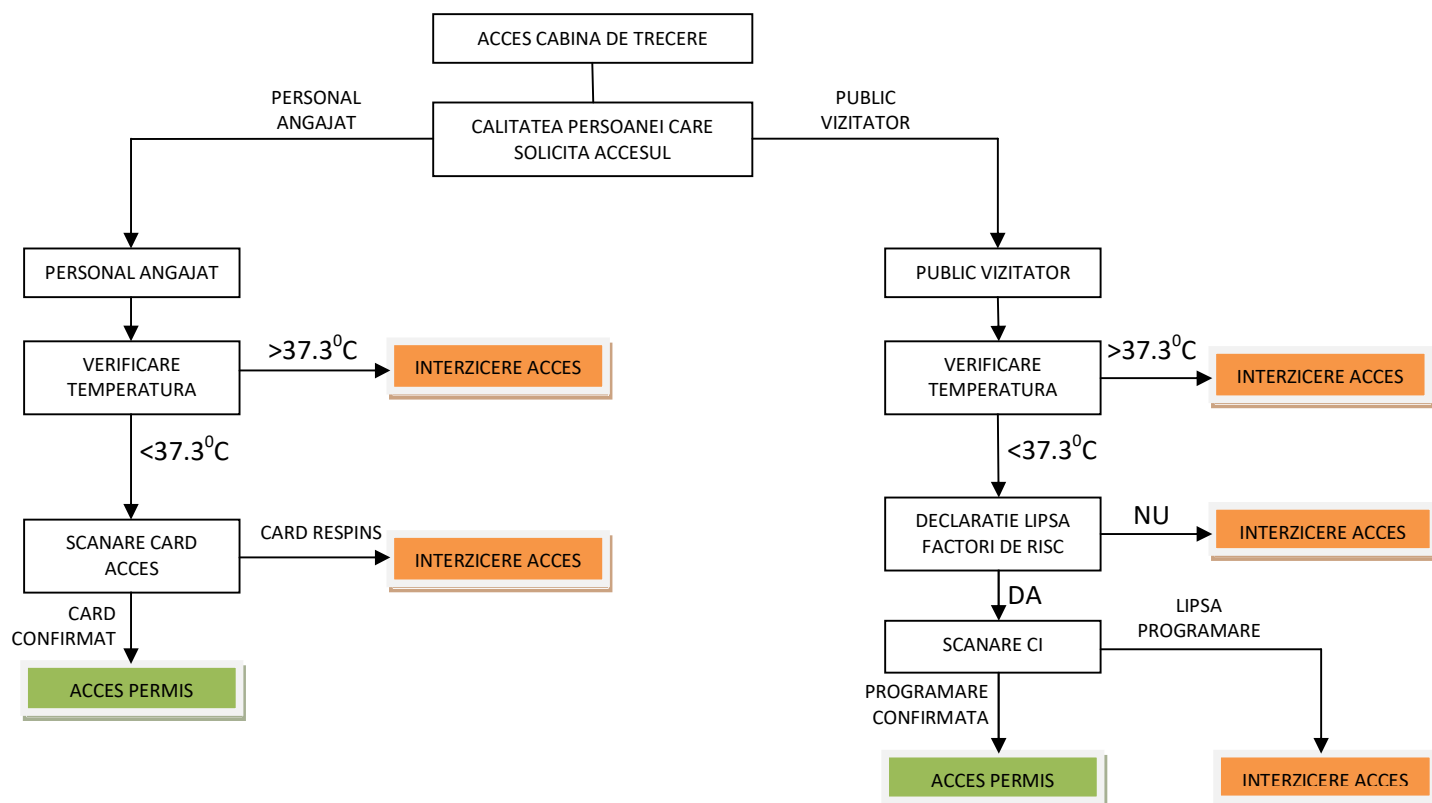 ACCES CABINA DE TRECERE
PERSONAL
ANGAJAT
PUBLIC
VIZITATOR
CALITATEA PERSOANEI CARE
SOLICITA ACCESUL
PERSONAL ANGAJAT
PUBLIC VIZITATOR
VERIFICARE
TEMPERATURA
>37.3⁰C
INTERZICERE ACCES
VERIFICARE
TEMPERATURA
>37.3⁰C
INTERZICERE ACCES
<37.3⁰C
<37.3⁰C
SCANARE CARD
ACCES
CARD RESPINS
INTERZICERE ACCES
DECLARATIE LIPSA
FACTORI DE RISC
NU
INTERZICERE ACCES
CARD
CONFIRMAT
DA
LIPSA
PROGRAMARE
SCANARE CI
ACCES PERMIS
PROGRAMARE
CONFIRMATA
ACCES PERMIS
INTERZICERE ACCES